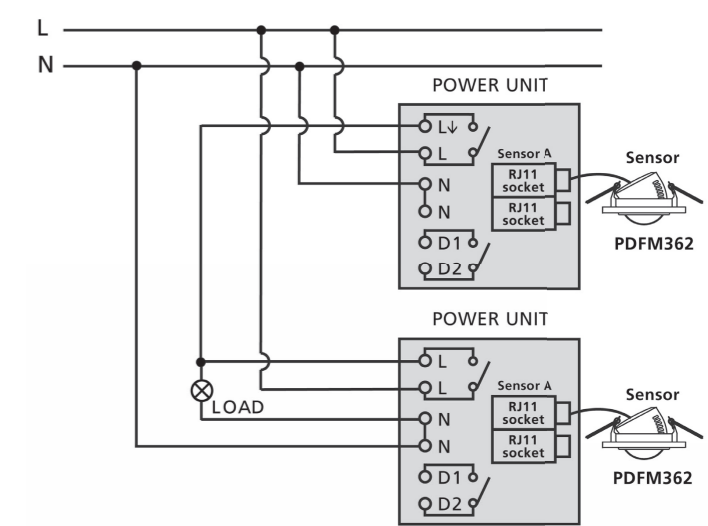 L
N
POWER UNIT
L↓
L
N
N
D1
D2
Sensor A
RJ11
socket
RJ11
socket
Sensor
PDFM362
POWER UNIT
L
L
N
N
D1
D2
Sensor A
RJ11
socket
RJ11
socket
Sensor
PDFM362
LOAD